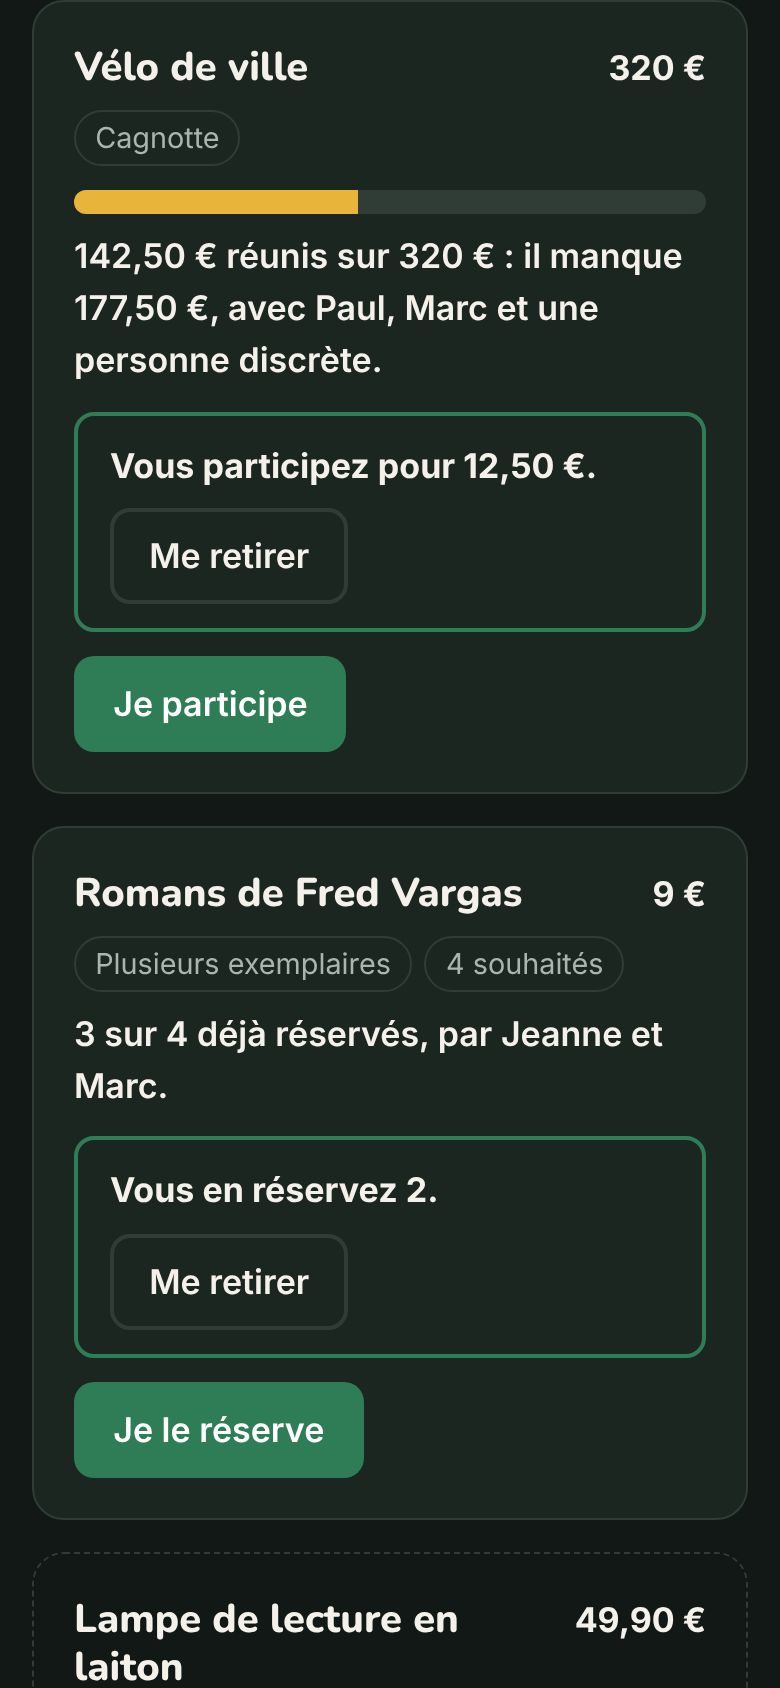 Vélo de ville
320 €
Cagnotte
142,50 € réunis sur 320 € : il manque
177,50 €, avec Paul, Marc et une
personne discrète.
Vous participez pour 12,50 €.
Me retirer
Je participe
Romans de Fred Vargas
9 €
Plusieurs exemplaires
4 souhaités
3 sur 4 déjà réservés, par Jeanne et
Marc.
Vous en réservez 2.
Me retirer
Je le réserve
Lampe de lecture en
49,90 €
laiton